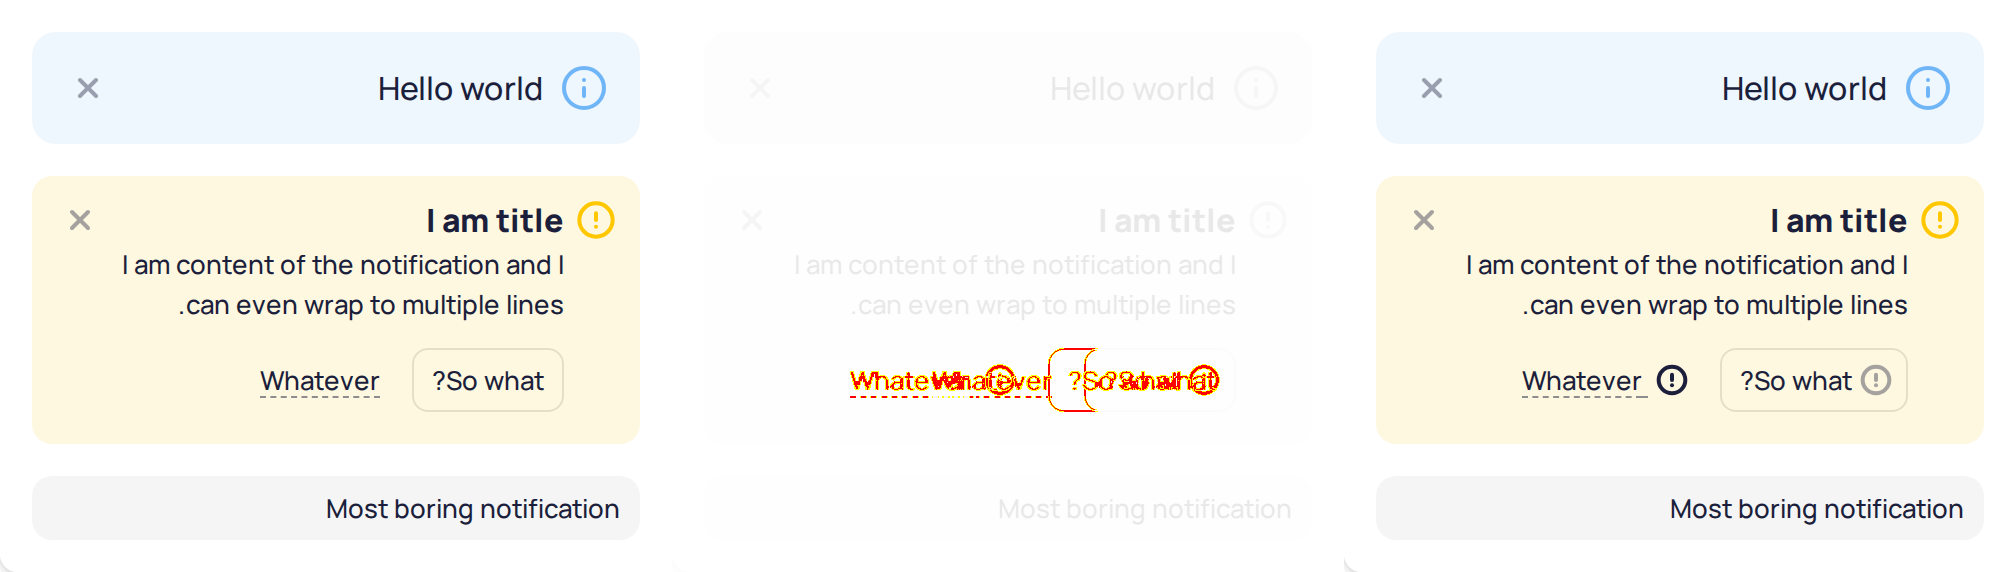 Hello world
I am title
I am content of the notification and I
.can even wrap to multiple lines
Whatever ?So what
Most boring notification
Hello world
I am title
I am content of the notification and I
.can even wrap to multiple lines
Most boring notification
Hello world
I am title
I am content of the notification and I
.can even wrap to multiple lines
Whatever ?So what
Most boring notification